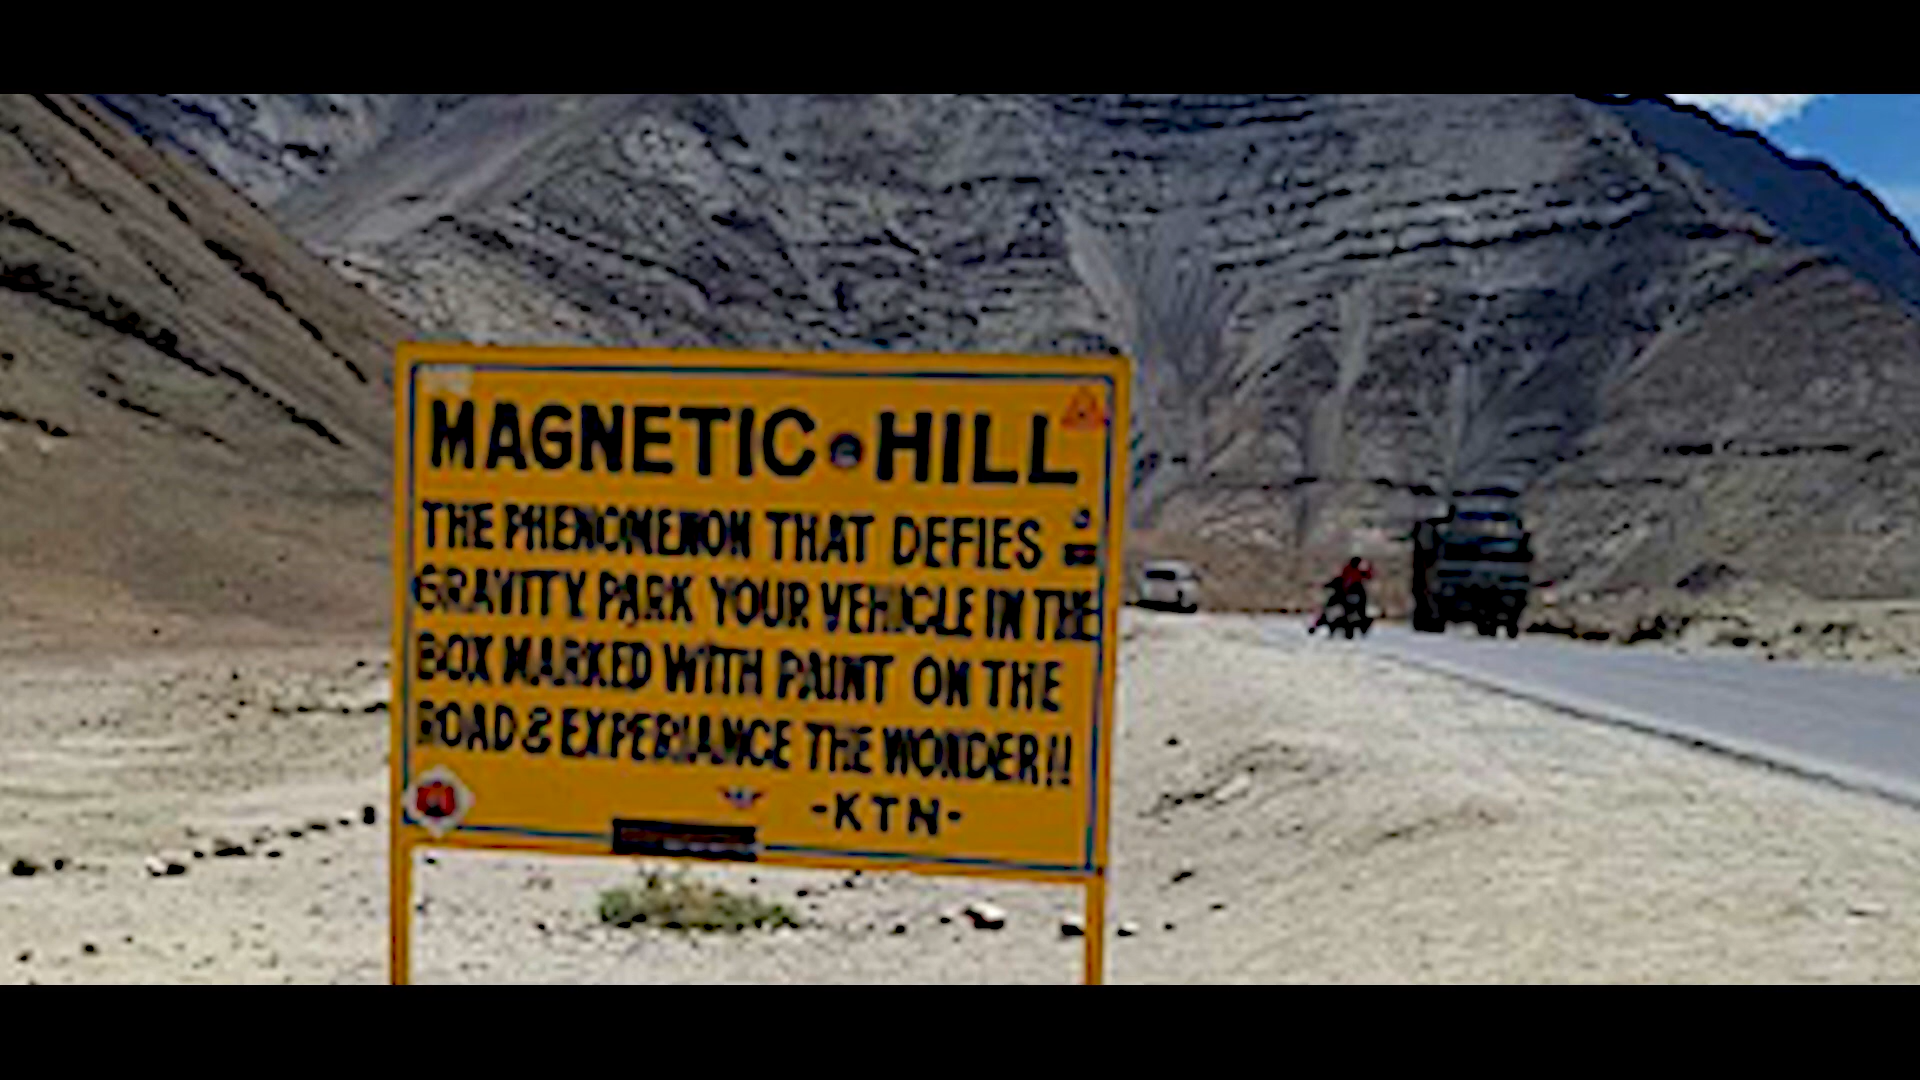 MAGNETIC HILL
THE PHENOMENON THAT DEFIES
GRAVITY PARK YOUR VEHICLE IN THE
BOX MARKED WITH PAINT ON THE
ROAD & EXPERIANCE THE WONDER!!
-KTN-